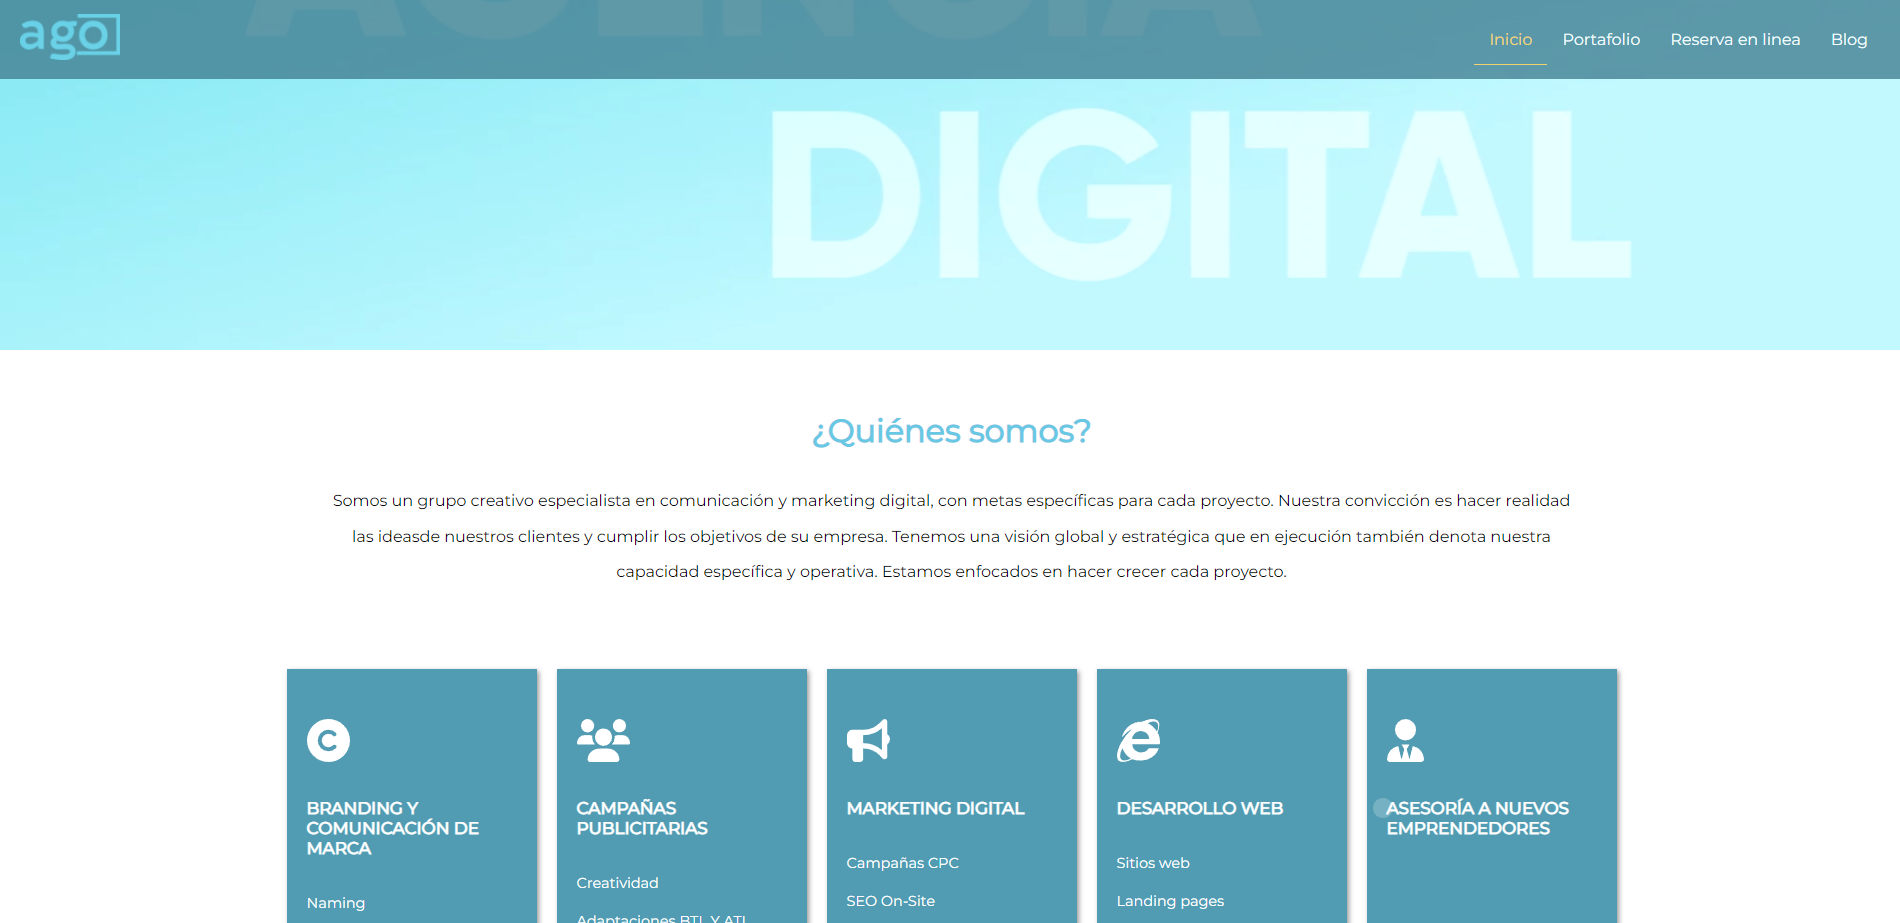 AGENCIA
ago
Inicio Portafolio Reserva en linea Blog
DIGITAL
¿Quiénes somos?
Somos un grupo creativo especialista en comunicación y marketing digital, con metas específicas para cada proyecto. Nuestra convicción es hacer realidad
las ideasde nuestros clientes y cumplir los objetivos de su empresa. Tenemos una visión global y estratégica que en ejecución también denota nuestra
capacidad específica y operativa. Estamos enfocados en hacer crecer cada proyecto.
BRANDING Y
COMUNICACIÓN DE
MARCA
Naming
CAMPAÑAS
PUBLICITARIAS
Creatividad
Adaptaciones BTL Y ATL
MARKETING DIGITAL
Campañas CPC
SEO On-Site
DESARROLLO WEB
Sitios web
Landing pages
ASESORÍA A NUEVOS
EMPRENDEDORES